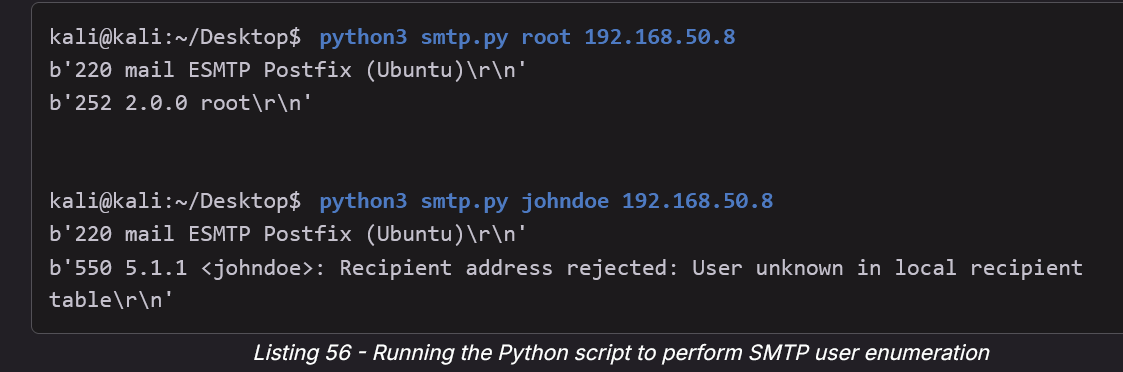 kali@kali:~/Desktop$ python3 smtp.py root 192.168.50.8
b'220 mail ESMTP Postfix (Ubuntu)\r\n'
b'252 2.0.0 root\r\n'
kali@kali:~/Desktop$ python3 smtp.py johndoe 192.168.50.8
b'220 mail ESMTP Postfix (Ubuntu)\r\n'
b'550 5.1.1 <johndoe>: Recipient address rejected: User unknown in local recipient
table\r\n'
Listing 56 - Running the Python script to perform SMTP user enumeration